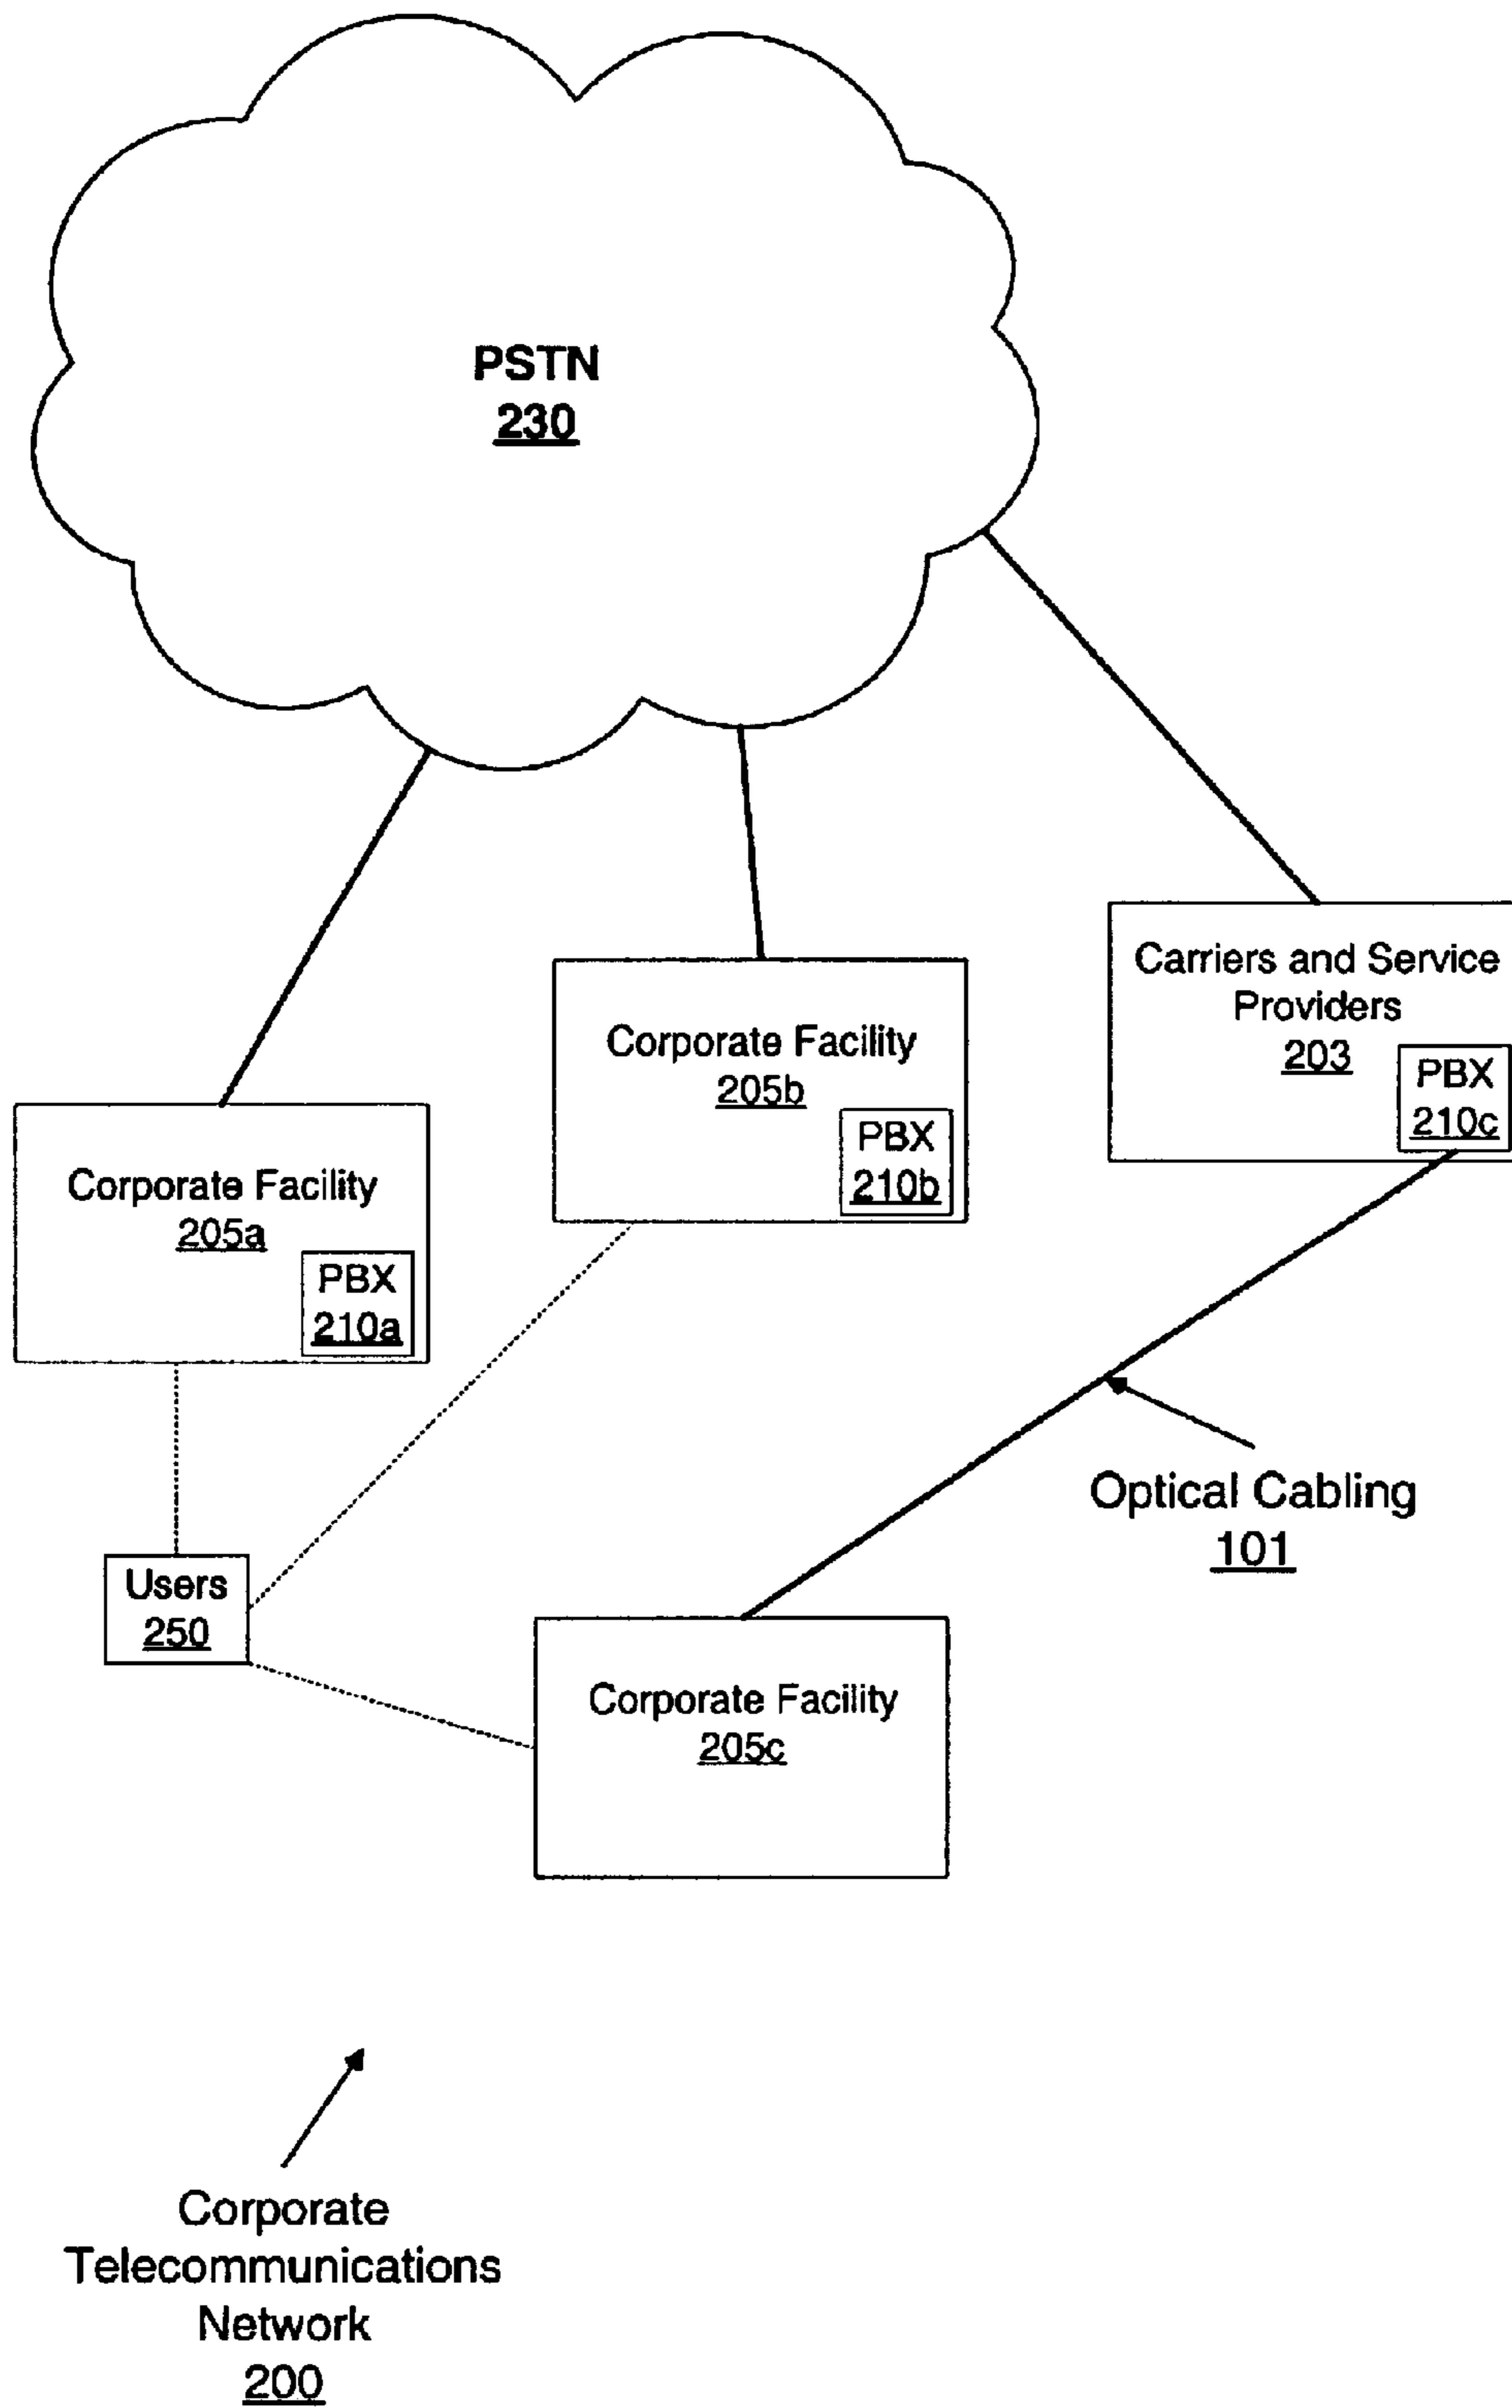 PSTN
230
Carriers and Service
Providers
203
PBX
210c
Corporate Facility
205b
PBX
210b
Corporate Facility
205a
PBX
210a
Optical Cabling
101
Users
250
Corporate Facility
205c
Corporate
Telecommunications
Network
200